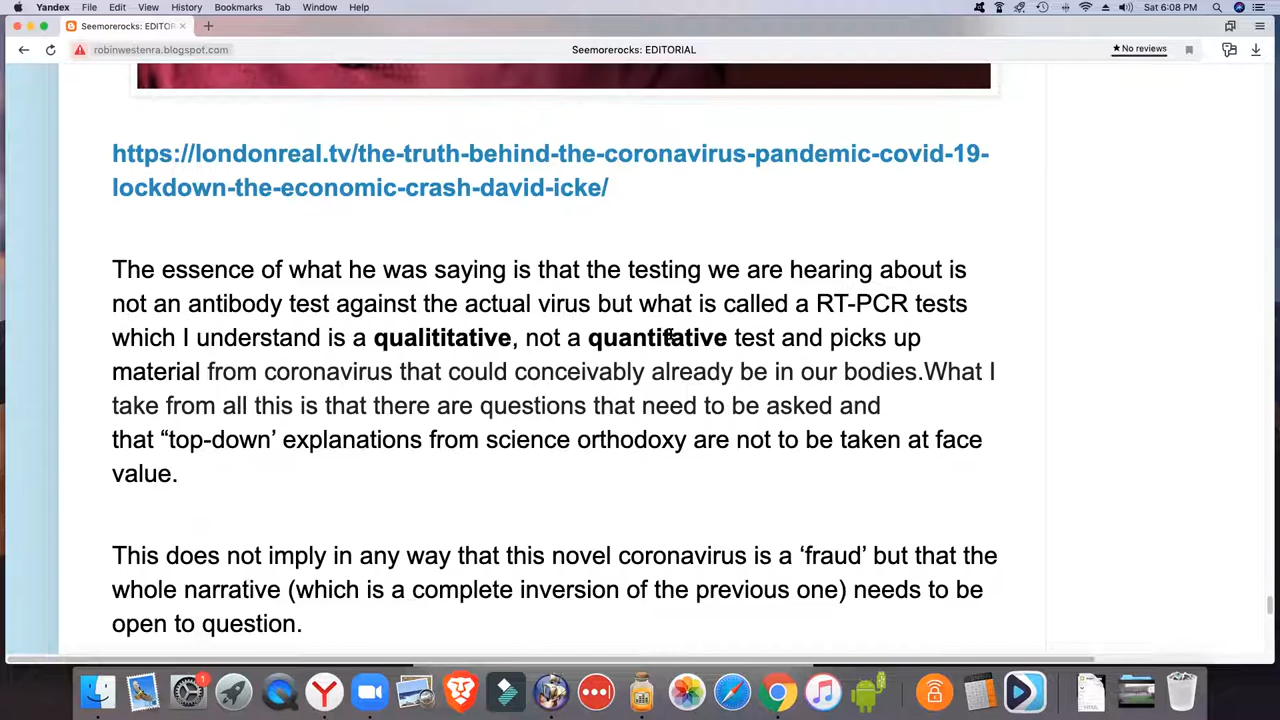 Yandex File Edit View History Bookmarks Tab Window Help Sat 6:08 PM
Seemorerocks: EDITOR
robinwestenra.blogspot.com Seemorerocks: EDITORIAL ★ No reviews
https://londonreal.tv/the-truth-behind-the-coronavirus-pandemic-covid-19-
lockdown-the-economic-crash-david-icke/
The essence of what he was saying is that the testing we are hearing about is
not an antibody test against the actual virus but what is called a RT-PCR tests
which I understand is a qualititative, not a quantitative test and picks up
material from coronavirus that could conceivably already be in our bodies.What I
take from all this is that there are questions that need to be asked and
that “top-down’ explanations from science orthodoxy are not to be taken at face
value.
This does not imply in any way that this novel coronavirus is a ‘fraud’ but that the
whole narrative (which is a complete inversion of the previous one) needs to be
open to question.
1
HTML